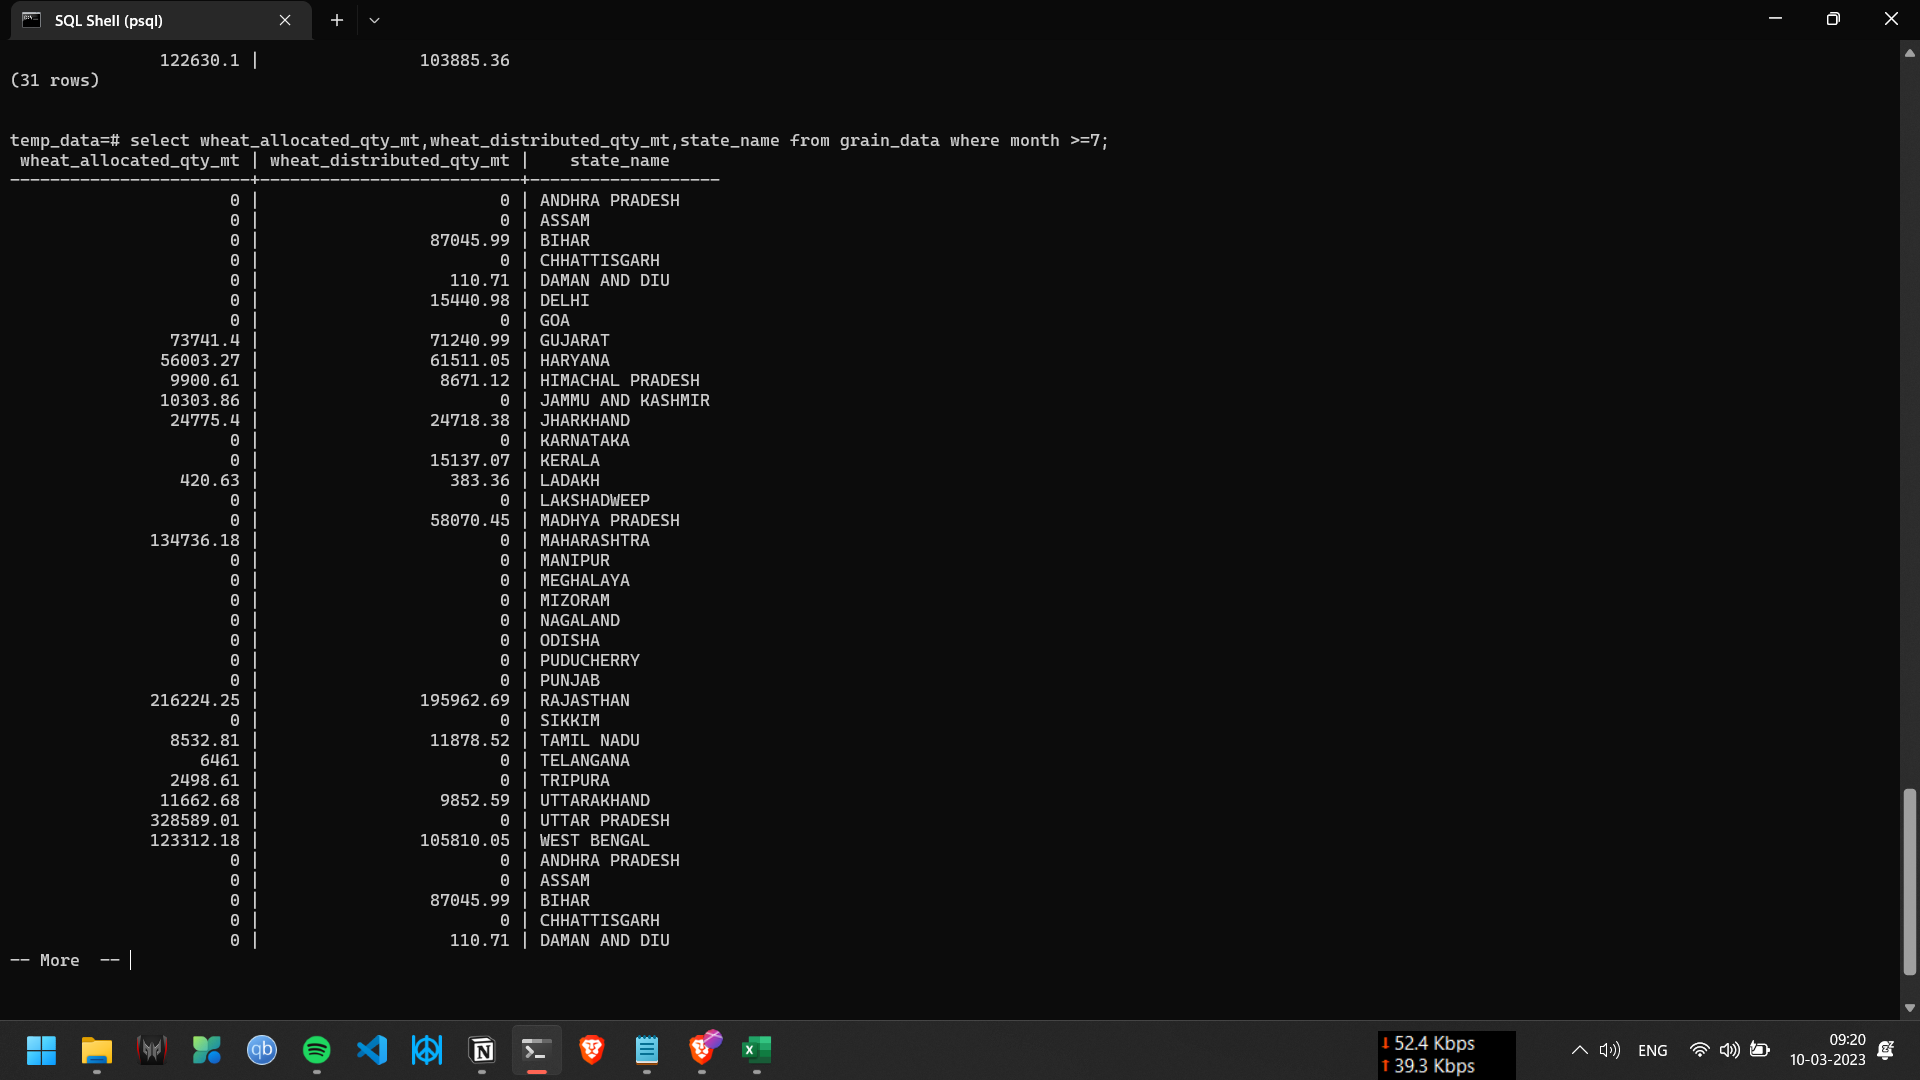 SQL Shell (psql)
122630.1 | 103885.36
(31 rows)
temp_data=# select wheat_allocated_qty_mt,wheat_distributed_qty_mt,state_name from grain_data where month >=7;
wheat_allocated_qty_mt | wheat_distributed_qty_mt | state_name
------------------------+--------------------------+-------------------
0 | 0 | ANDHRA PRADESH
0 | 0 | ASSAM
0 | 87045.99 | BIHAR
0 | 0 | CHHATTISGARH
0 | 110.71 | DAMAN AND DIU
0 | 15440.98 | DELHI
0 | 0 | GOA
73741.4 | 71240.99 | GUJARAT
56003.27 | 61511.05 | HARYANA
9900.61 | 8671.12 | HIMACHAL PRADESH
10303.86 | 0 | JAMMU AND KASHMIR
24775.4 | 24718.38 | JHARKHAND
0 | 0 | KARNATAKA
0 | 15137.07 | KERALA
420.63 | 383.36 | LADAKH
0 | 0 | LAKSHADWEEP
0 | 58070.45 | MADHYA PRADESH
134736.18 | 0 | MAHARASHTRA
0 | 0 | MANIPUR
0 | 0 | MEGHALAYA
0 | 0 | MIZORAM
0 | 0 | NAGALAND
0 | 0 | ODISHA
0 | 0 | PUDUCHERRY
0 | 0 | PUNJAB
216224.25 | 195962.69 | RAJASTHAN
0 | 0 | SIKKIM
8532.81 | 11878.52 | TAMIL NADU
6461 | 0 | TELANGANA
2498.61 | 0 | TRIPURA
11662.68 | 9852.59 | UTTARAKHAND
328589.01 | 0 | UTTAR PRADESH
123312.18 | 105810.05 | WEST BENGAL
0 | 0 | ANDHRA PRADESH
0 | 0 | ASSAM
0 | 87045.99 | BIHAR
0 | 0 | CHHATTISGARH
0 | 110.71 | DAMAN AND DIU
-- More --
qb
N
X
52.4 Kbps
39.3 Kbps
ENG
09:20
10-03-2023